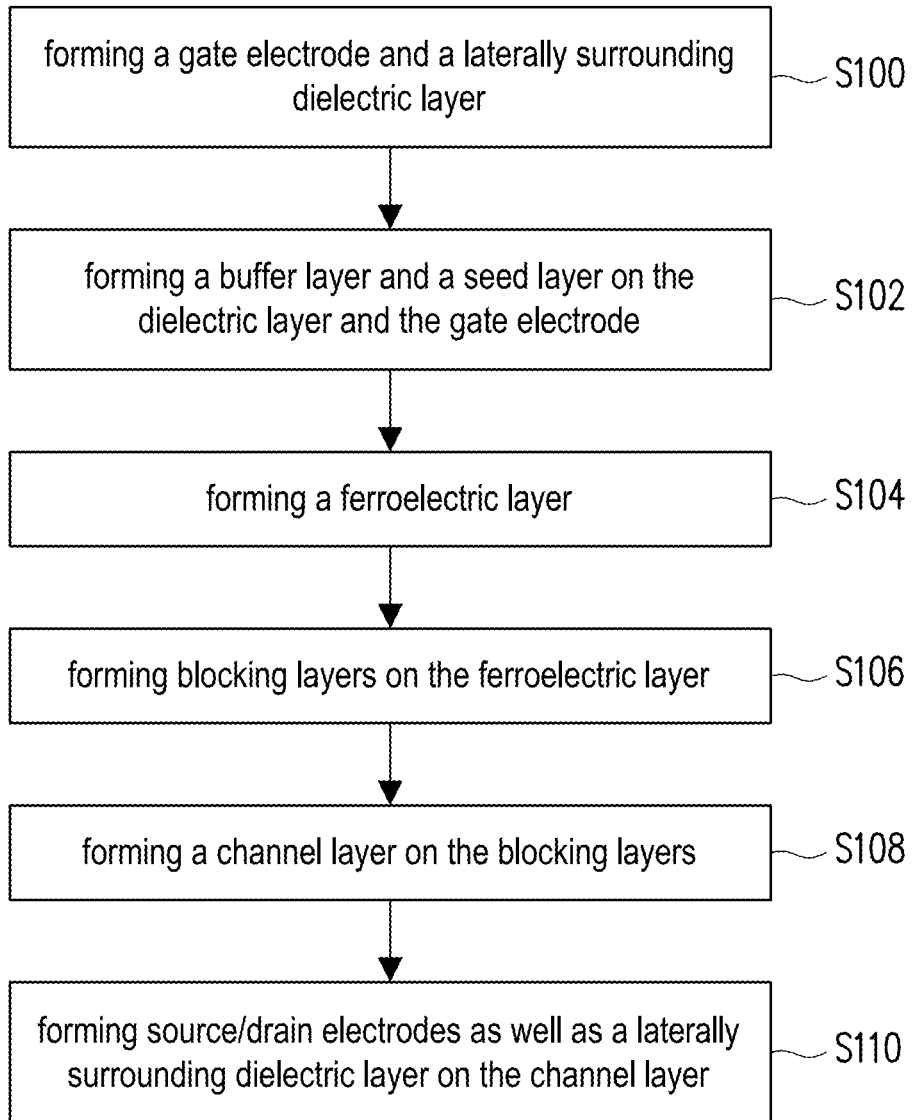 forming a gate electrode and a laterally surrounding
dielectric layer
S100
forming a buffer layer and a seed layer on the
dielectric layer and the gate electrode
S102
forming a ferroelectric layer
S104
forming blocking layers on the ferroelectric layer
S106
forming a channel layer on the blocking layers
S108
forming source/drain electrodes as well as a laterally
surrounding dielectric layer on the channel layer
S110